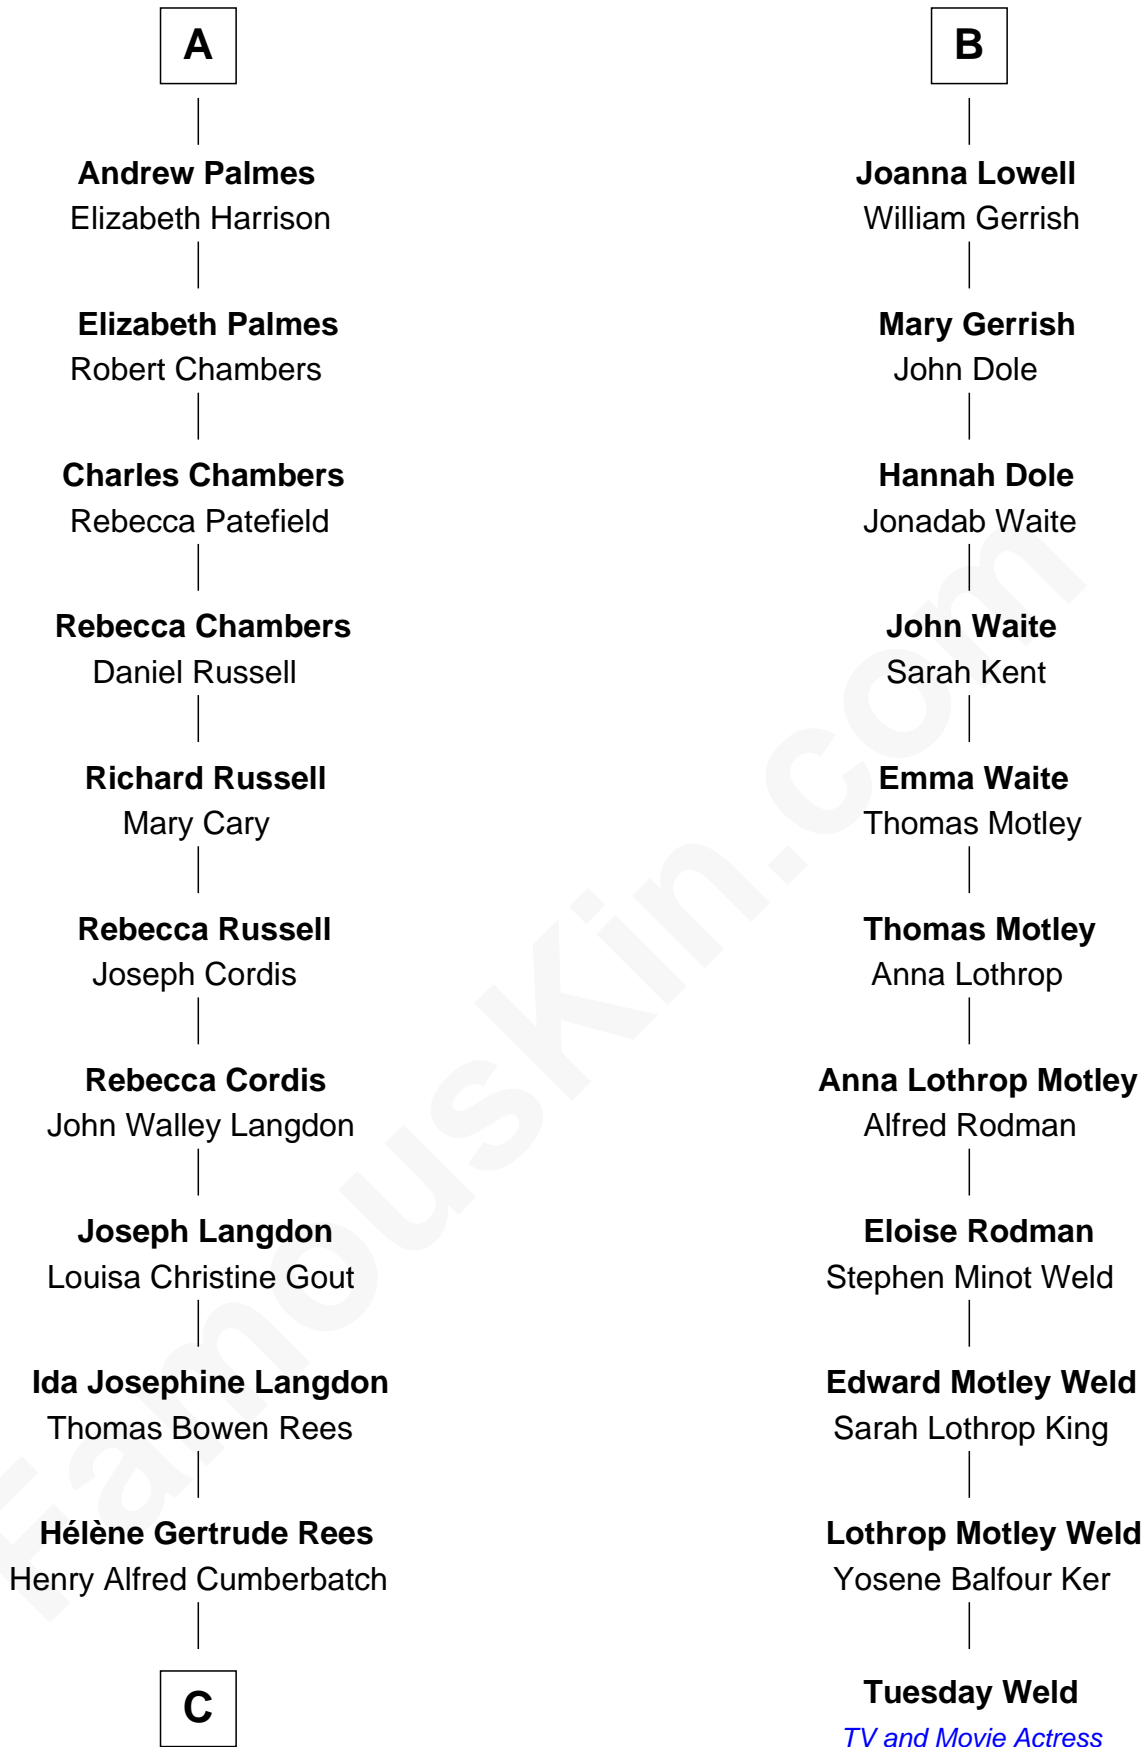 A
Andrew Palmes
Elizabeth Harrison
Elizabeth Palmes
Robert Chambers
Charles Chambers
Rebecca Patefield
Rebecca Chambers
Daniel Russell
Richard Russell
Mary Cary
Rebecca Russell
Joseph Cordis
Rebecca Cordis
John Walley Langdon
Joseph Langdon
Louisa Christine Gout
Ida Josephine Langdon
Thomas Bowen Rees
Hélène Gertrude Rees
Henry Alfred Cumberbatch
C
B
Joanna Lowell
William Gerrish
Mary Gerrish
John Dole
Hannah Dole
Jonadab Waite
John Waite
Sarah Kent
Emma Waite
Thomas Motley
Thomas Motley
Anna Lothrop
Anna Lothrop Motley
Alfred Rodman
Eloise Rodman
Stephen Minot Weld
Edward Motley Weld
Sarah Lothrop King
Lothrop Motley Weld
Yosene Balfour Ker
Tuesday Weld
TV and Movie Actress
FamousKin.com